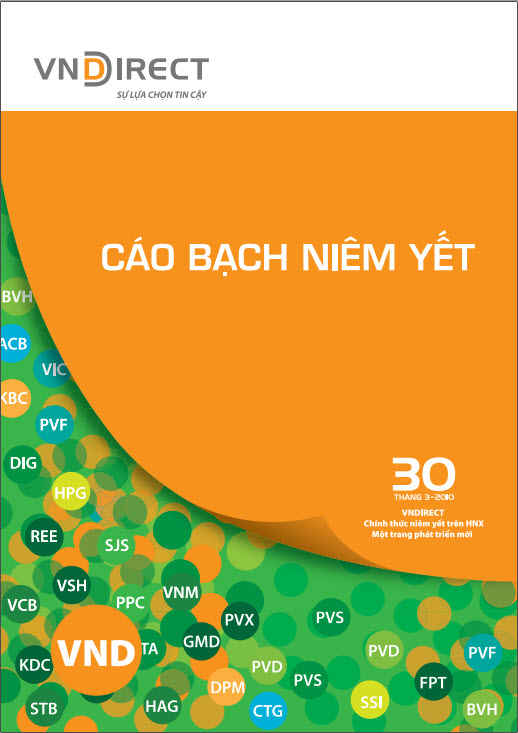 VNDIRECT
SỰ LỰA CHỌN TIN CẬY
CÁO BẠCH NIÊM YẾT
BVH
ACB
VIC
KBC
PVF
DIG
HPG
REE
SJS
VSH
VCB
PPC
VNM
VND
TA
GMD
PVX
PVS
KDC
PVD
PVS
PVD
PVF
STB
HAG
DPM
CTG
SSI
FPT
BVH
30
THÁNG 3-2010
VNDIRECT
Chính thức niêm yết trên HNX
Một trang phát triển mới